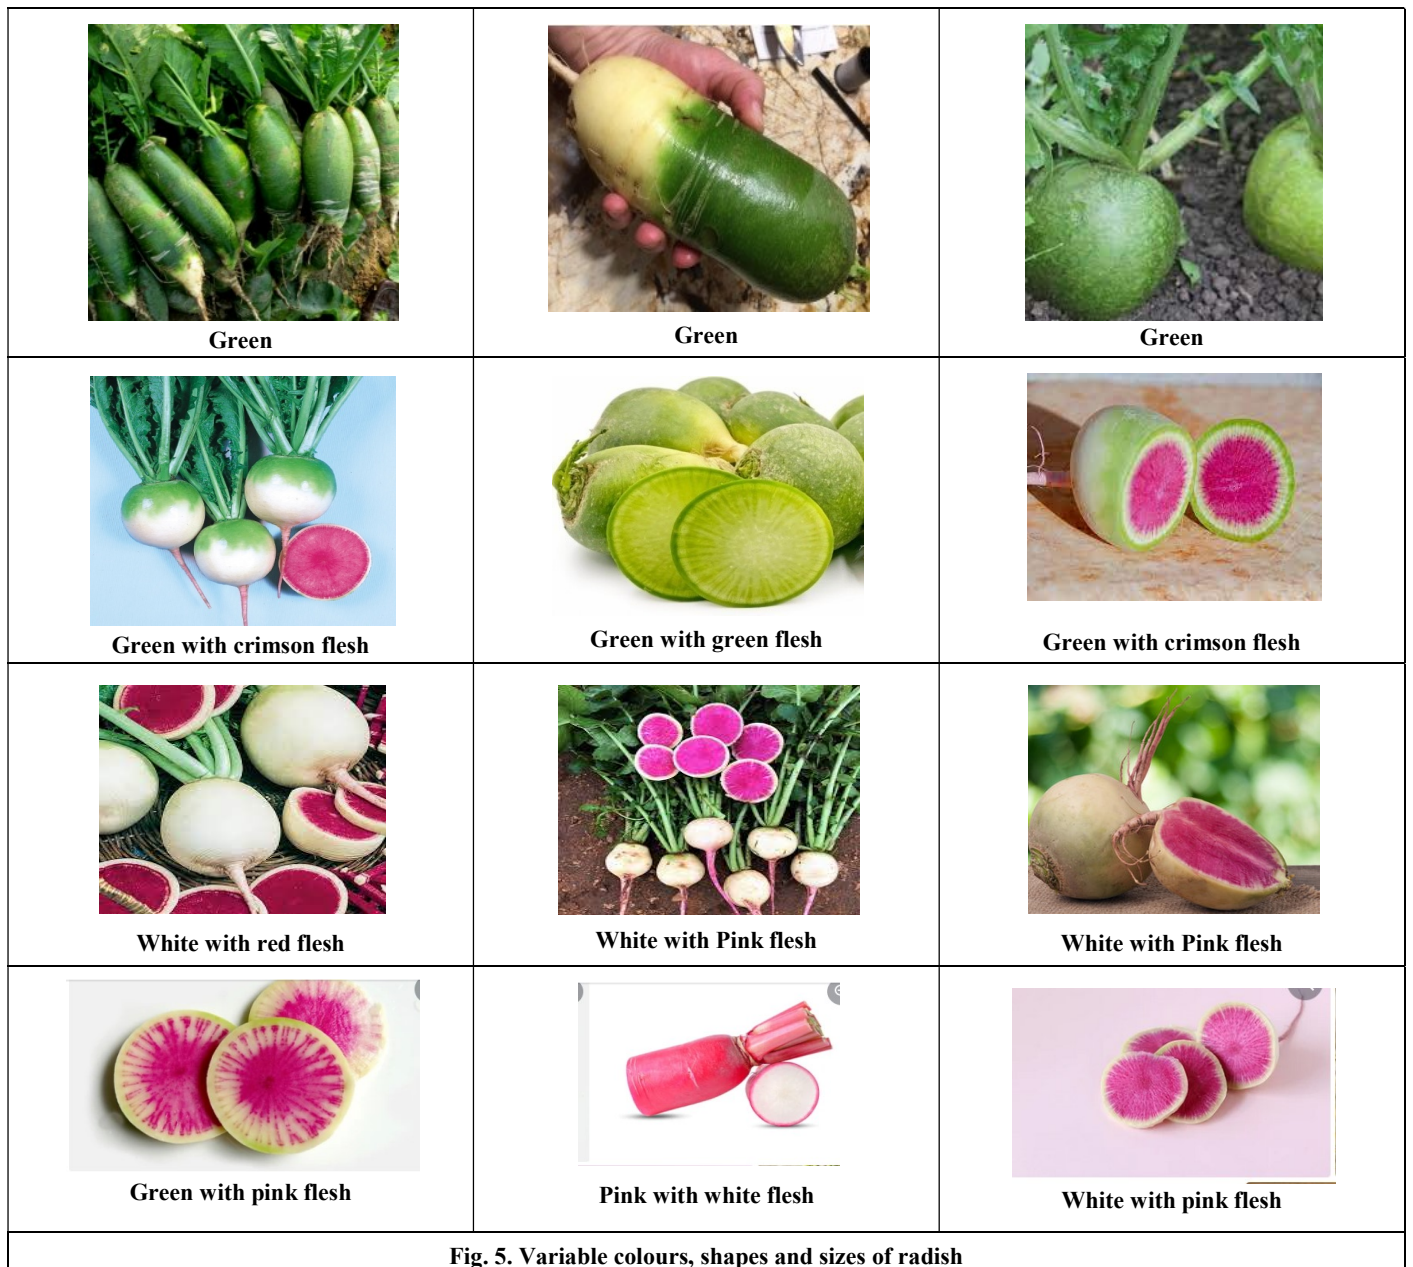 Green
Green
Green
Green with crimson flesh
Green with green flesh
Green with crimson flesh
White with red flesh
White with Pink flesh
White with Pink flesh
Green with pink flesh
Pink with white flesh
White with pink flesh
Fig. 5. Variable colours, shapes and sizes of radish